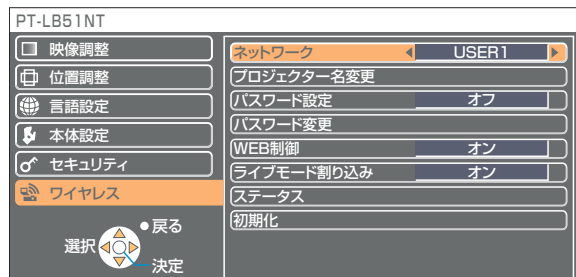 PT-LB51NT
映像調整
位置調整
言語設定
本体設定
セキュリティ
ワイヤレス
戻る
選択
決定
ネットワーク USER1
プロジェクター名変更
パスワード設定 オフ
パスワード変更
WEB制御 オン
ライブモード割り込み オン
ステータス
初期化